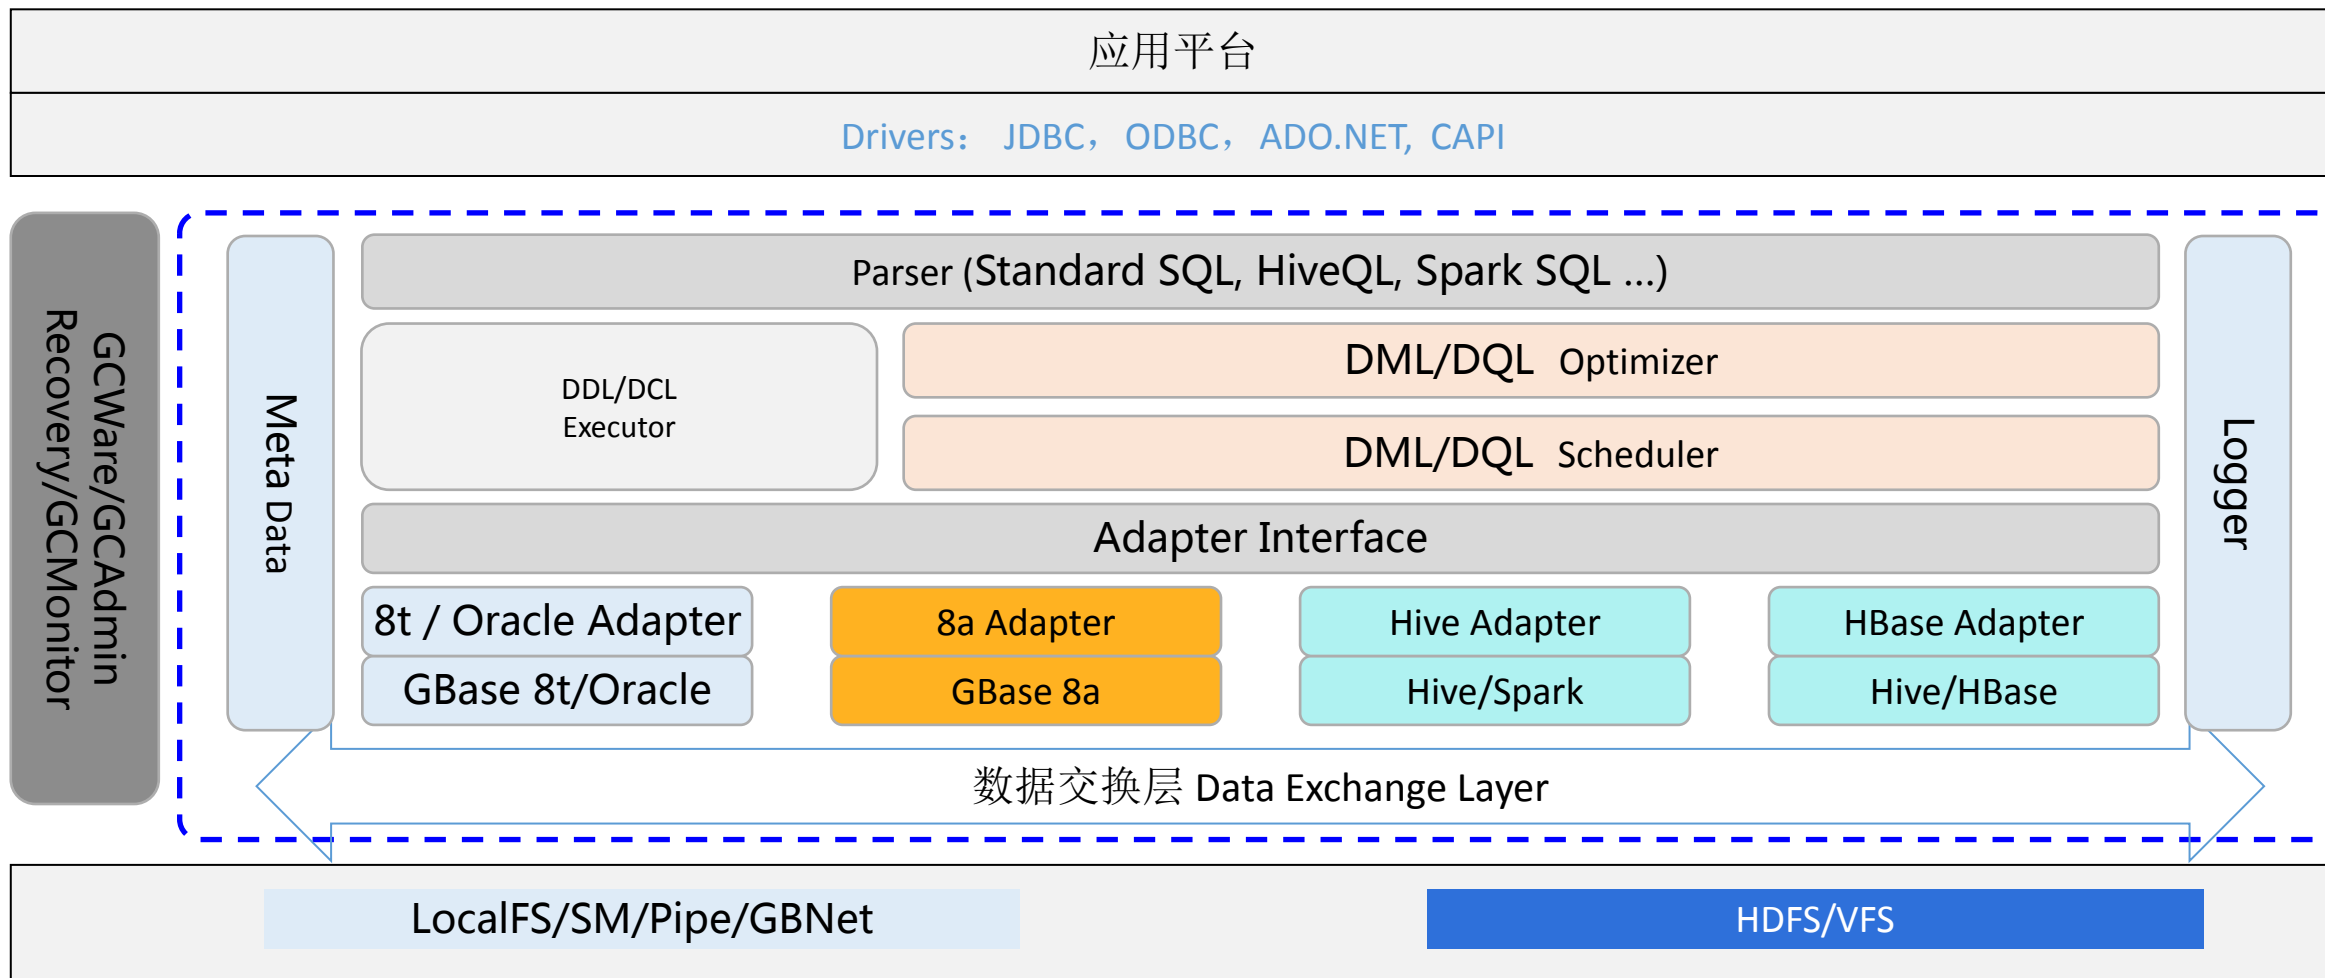 应用平台
Drivers： JDBC，ODBC，ADO.NET, CAPI
GCWare/GCAdmin
Recovery/GCMonitor
Meta Data
Parser (Standard SQL, HiveQL, Spark SQL ...)
DDL/DCL
Executor
DML/DQL Optimizer
DML/DQL Scheduler
Logger
Adapter Interface
8t / Oracle Adapter
8a Adapter
Hive Adapter
HBase Adapter
GBase 8t/Oracle
GBase 8a
Hive/Spark
Hive/HBase
数据交换层 Data Exchange Layer
LocalFS/SM/Pipe/GBNet
HDFS/VFS